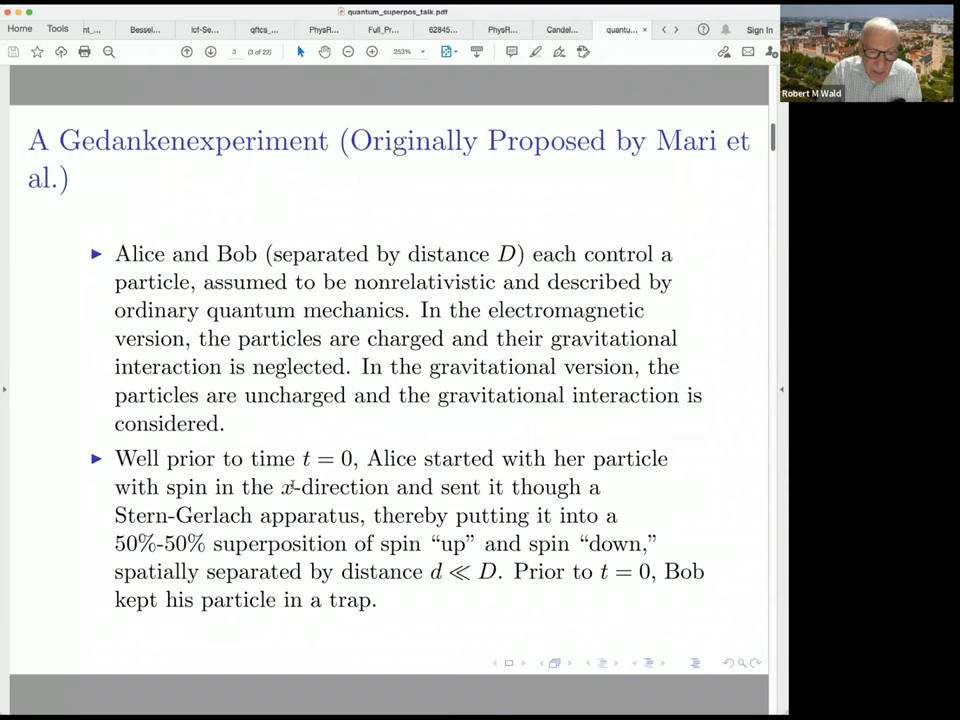 quantum_superpos_talk.pdf
Home Tools nt_... Bessel... lcf-Se... qftcs_... PhysR... Full_Pr... 62845... PhysR... Candel... quantu... × Sign In
3 (3 of 22) 253%
Robert M Wald
A Gedankenexperiment (Originally Proposed by Mari et
al.)
Alice and Bob (separated by distance D) each control a
particle, assumed to be nonrelativistic and described by
ordinary quantum mechanics. In the electromagnetic
version, the particles are charged and their gravitational
interaction is neglected. In the gravitational version, the
particles are uncharged and the gravitational interaction is
considered.
Well prior to time t = 0, Alice started with her particle
with spin in the x-direction and sent it though a
Stern-Gerlach apparatus, thereby putting it into a
50%-50% superposition of spin “up” and spin “down,”
spatially separated by distance d ≪ D. Prior to t = 0, Bob
kept his particle in a trap.